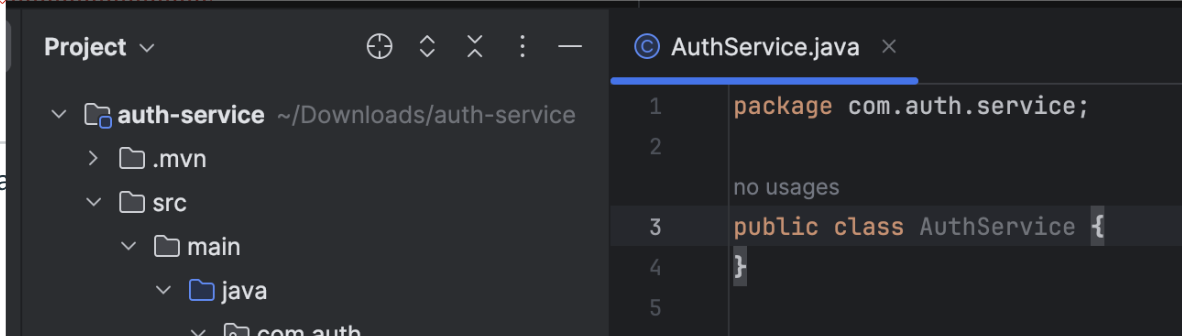 Project
auth-service ~/Downloads/auth-service
.mvn
src
main
java
com.auth
AuthService.java
1 package com.auth.service;
2
no usages
3 public class AuthService {
4 }
5